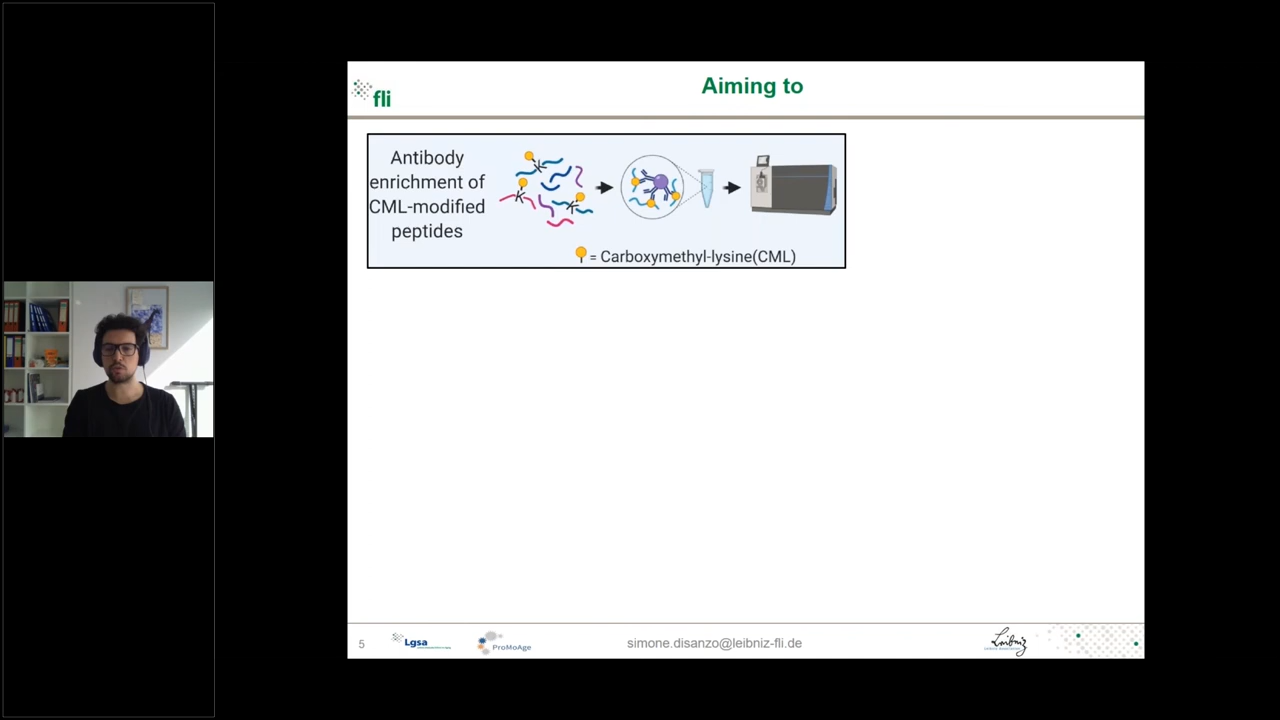 fli
Aiming to
Antibody
enrichment of
CML-modified
peptides
K
K
K
= Carboxymethyl-lysine(CML)
5
Lgsa
ProMoAge
simone.disanzo@leibniz-fli.de
Leibniz